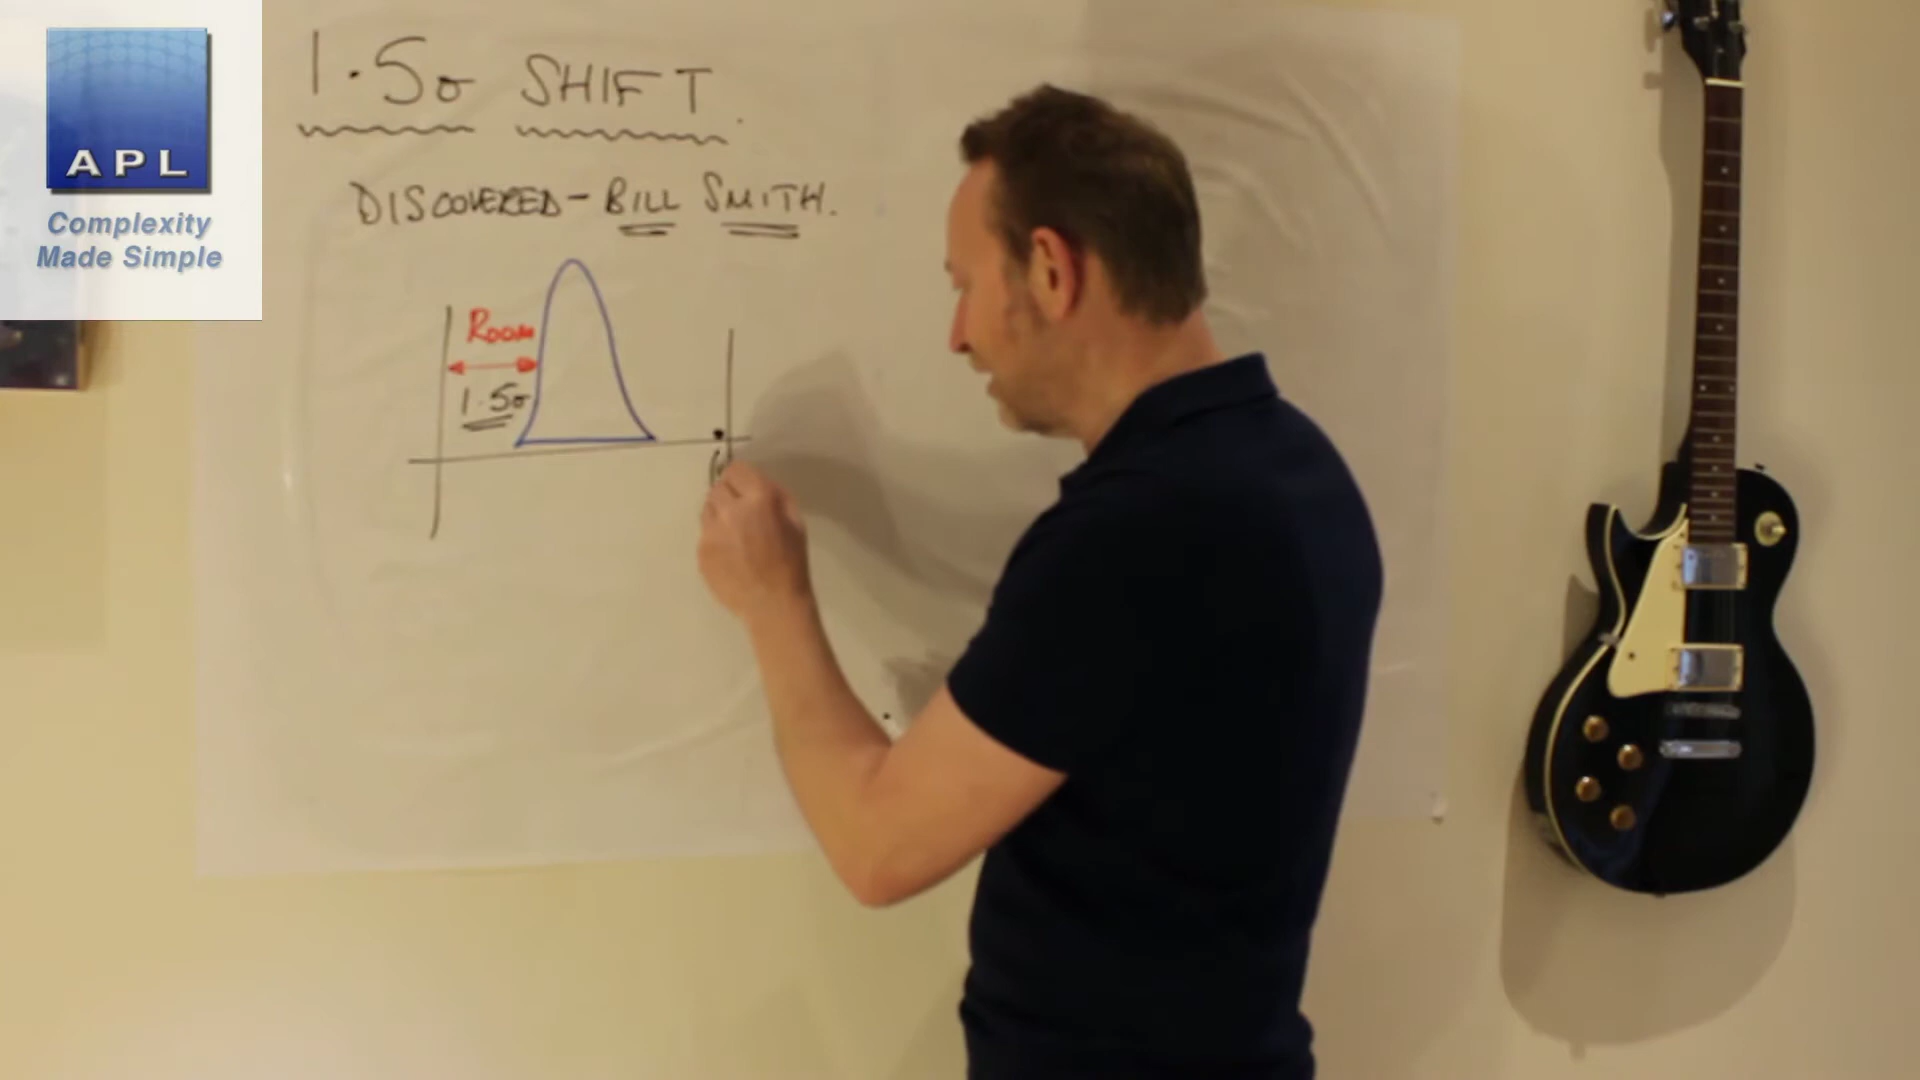 APL
Complexity
Made Simple
1.5σ SHIFT.
DISCOVERED - BILL SMITH.
ROOM
1.5σ